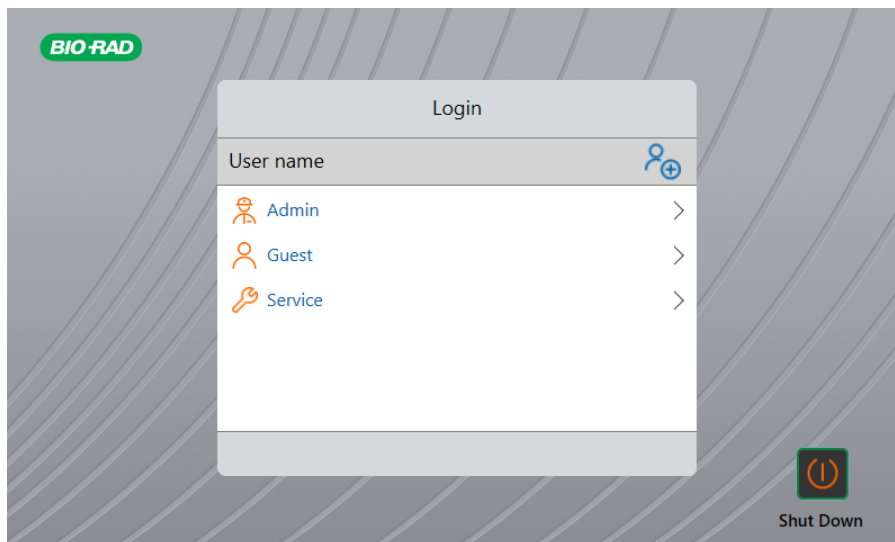 BIO-RAD
Login
User name
Admin
Guest
Service
Shut Down